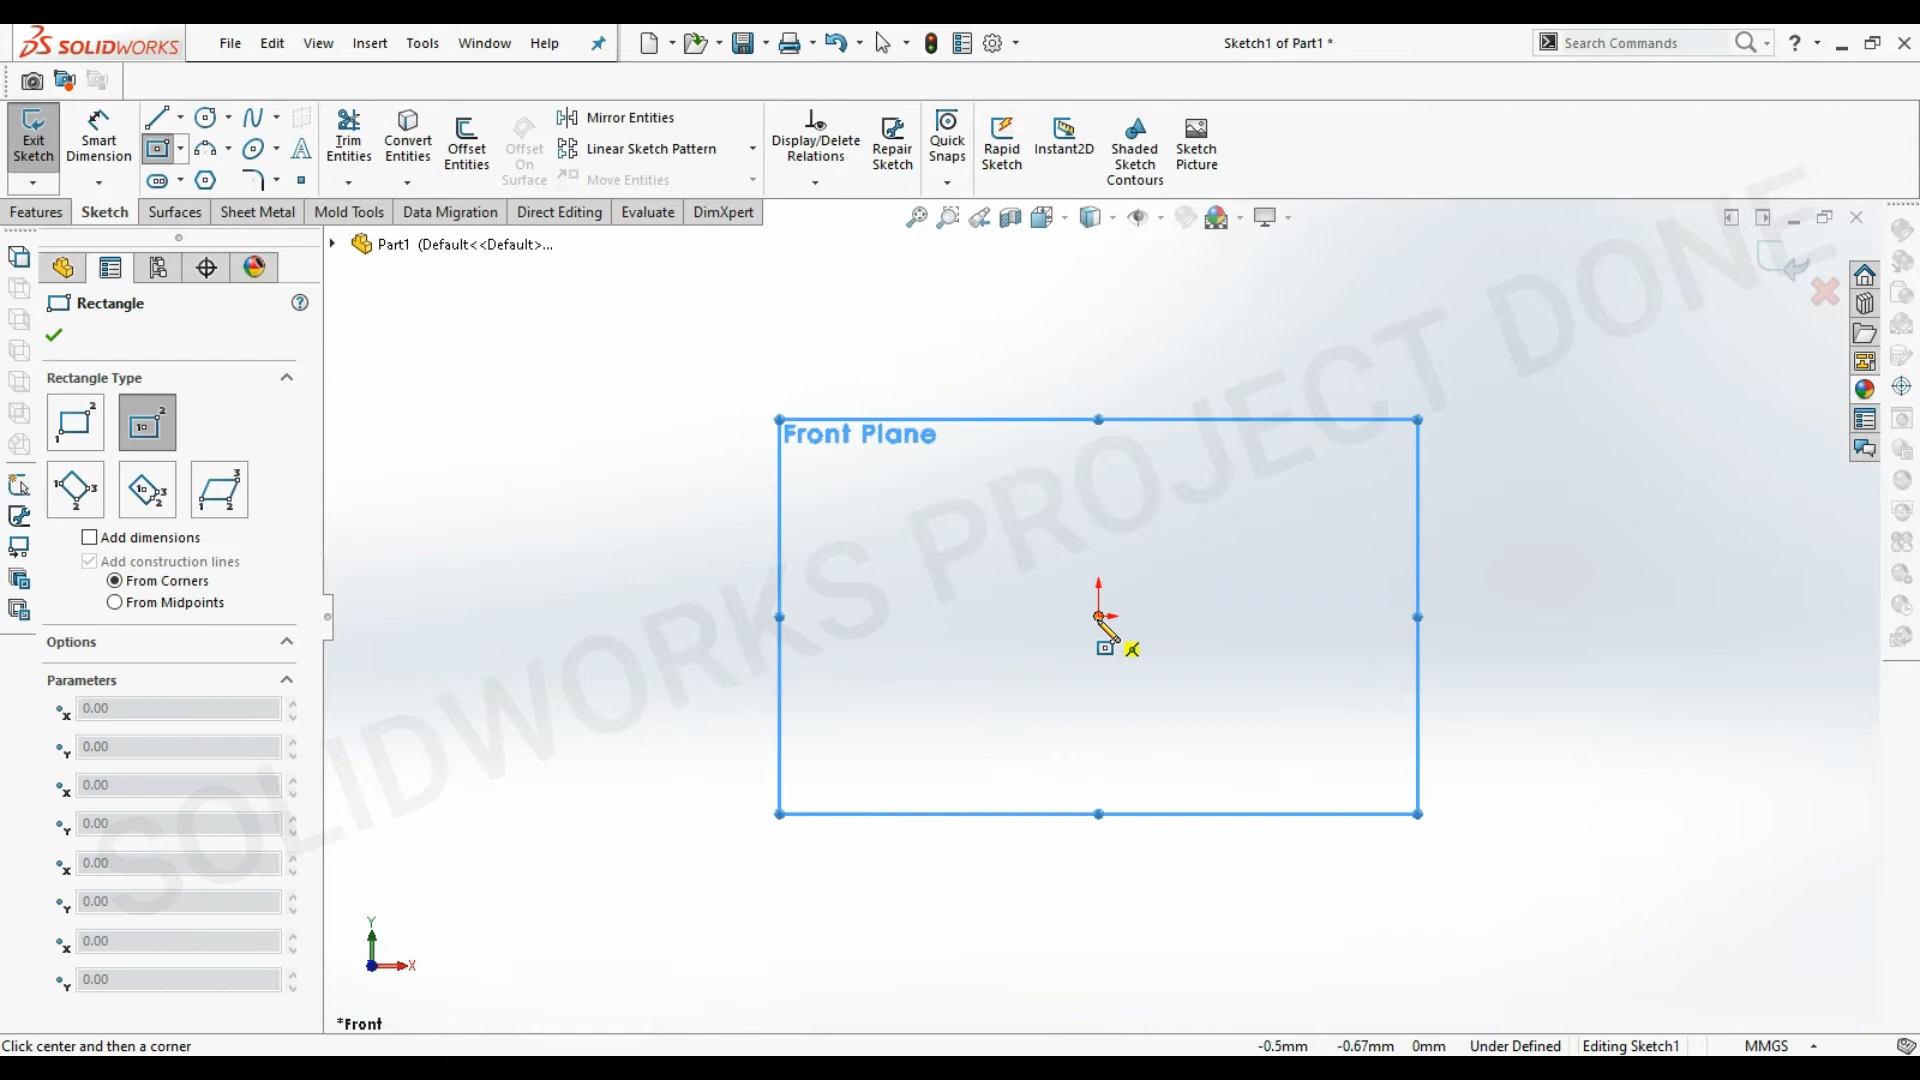 SOLIDWORKS File Edit View Insert Tools Window Help Sketch1 of Part1 * Search Commands ?
Exit Sketch
Smart Dimension
Trim Entities
Convert Entities
Offset Entities
Offset On Surface
Mirror Entities
Linear Sketch Pattern
Move Entities
Display/Delete Relations
Repair Sketch
Quick Snaps
Rapid Sketch
Instant2D
Shaded Sketch Contours
Sketch Picture
Features Sketch Surfaces Sheet Metal Mold Tools Data Migration Direct Editing Evaluate DimXpert
Part1 (Default<<Default>...
Rectangle
Rectangle Type
Add dimensions
Add construction lines
From Corners
From Midpoints
Options
Parameters
x 0.00
Y 0.00
x 0.00
Y 0.00
x 0.00
Y 0.00
x 0.00
Y 0.00
Front Plane
SOLIDWORKS PROJECT DONE
Y
X
*Front
Click center and then a corner -0.5mm -0.67mm 0mm Under Defined Editing Sketch1 MMGS